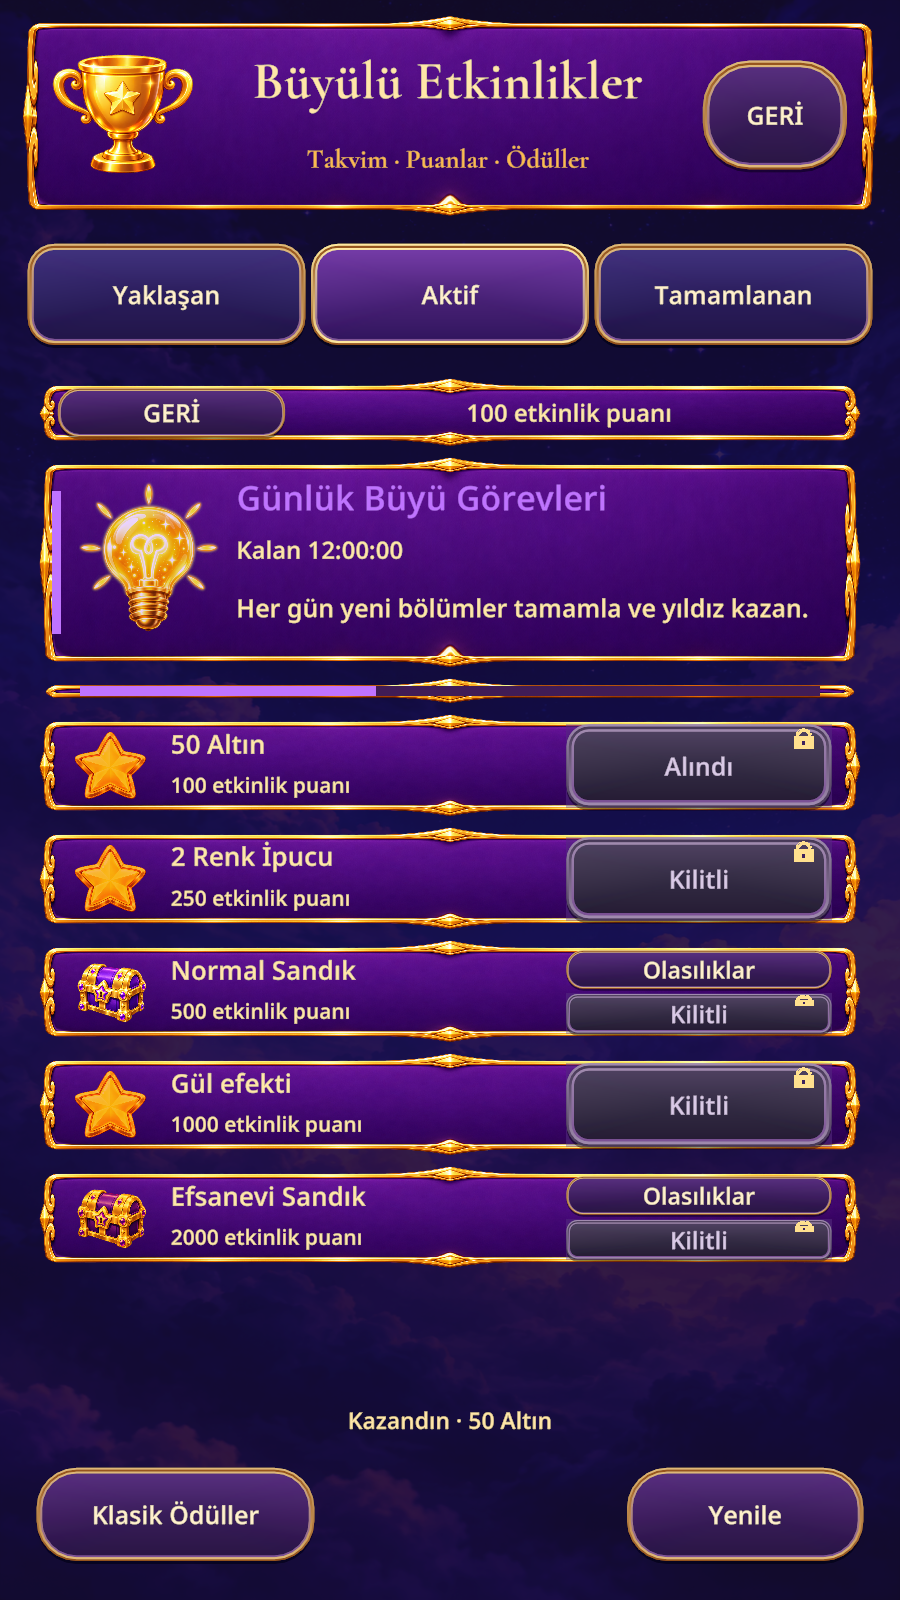 Büyülü Etkinlikler
Takvim · Puanlar · Ödüller
GERİ
Yaklaşan
Aktif
Tamamlanan
GERİ
100 etkinlik puanı
Günlük Büyü Görevleri
Kalan 12:00:00
Her gün yeni bölümler tamamla ve yıldız kazan.
50 Altın
100 etkinlik puanı
Alındı
2 Renk İpucu
250 etkinlik puanı
Kilitli
Normal Sandık
500 etkinlik puanı
Olasılıklar
Kilitli
Gül efekti
1000 etkinlik puanı
Kilitli
Efsanevi Sandık
2000 etkinlik puanı
Olasılıklar
Kilitli
Kazandın · 50 Altın
Klasik Ödüller
Yenile